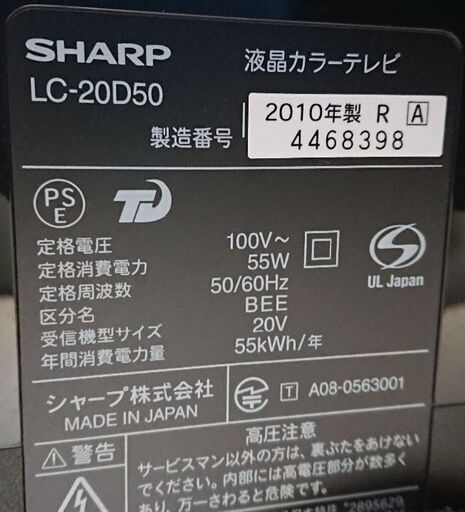 SHARP
液晶カラーテレビ
LC-20D50
製造番号
2010年製 R A
4468398
PS
E
定格電圧 100V～
定格消費電力 55W
定格周波数 50/60Hz
区分名 BEE
受信機型サイズ 20V
年間消費電力量 55kWh/年
UL Japan
シャープ株式会社
MADE IN JAPAN
T A08-0563001
警告
高圧注意
サービスマン以外の方は、裏ぶたをあけない
でください。内部には高電圧部分が数多く
あり、万一さわると危険です。